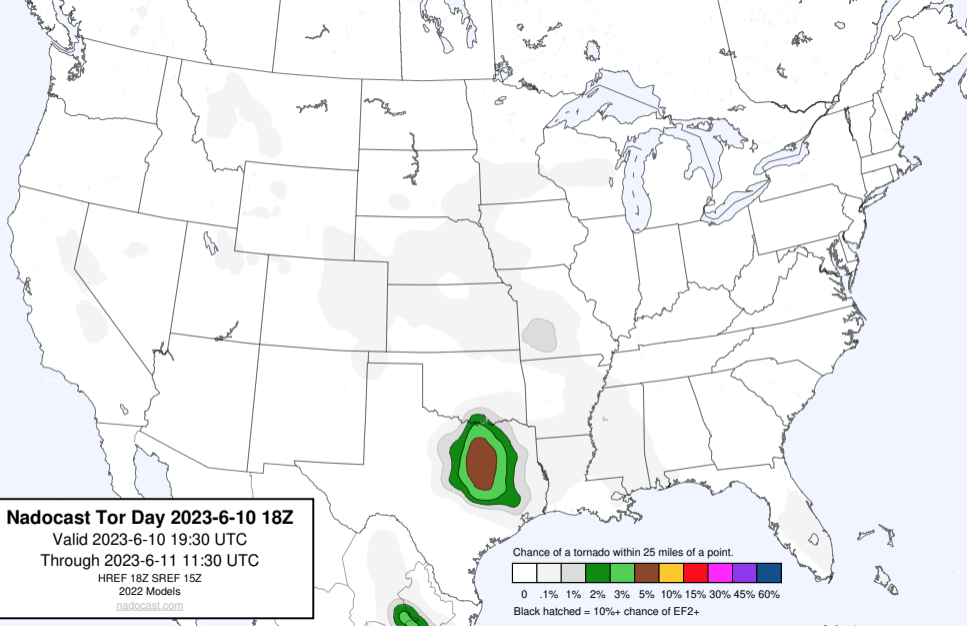 Nadocast Tor Day 2023-6-10 18Z
Valid 2023-6-10 19:30 UTC
Through 2023-6-11 11:30 UTC
HREF 18Z SREF 15Z
2022 Models
nadocast.com
Chance of a tornado within 25 miles of a point.
0 .1% 1% 2% 3% 5% 10% 15% 30% 45% 60%
Black hatched = 10%+ chance of EF2+